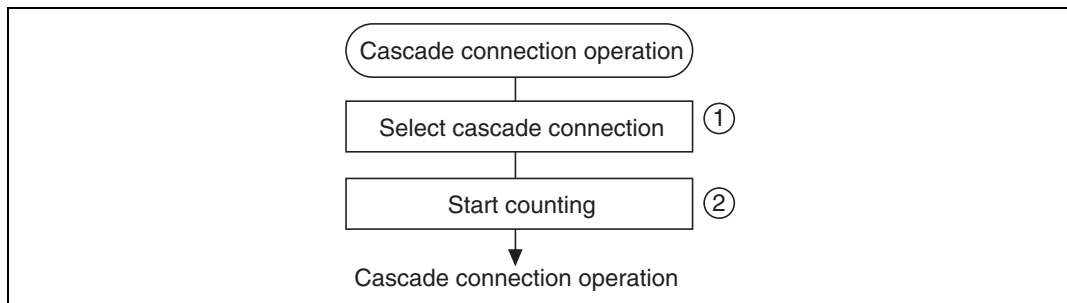 Cascade connection operation
Select cascade connection ①
Start counting ②
Cascade connection operation